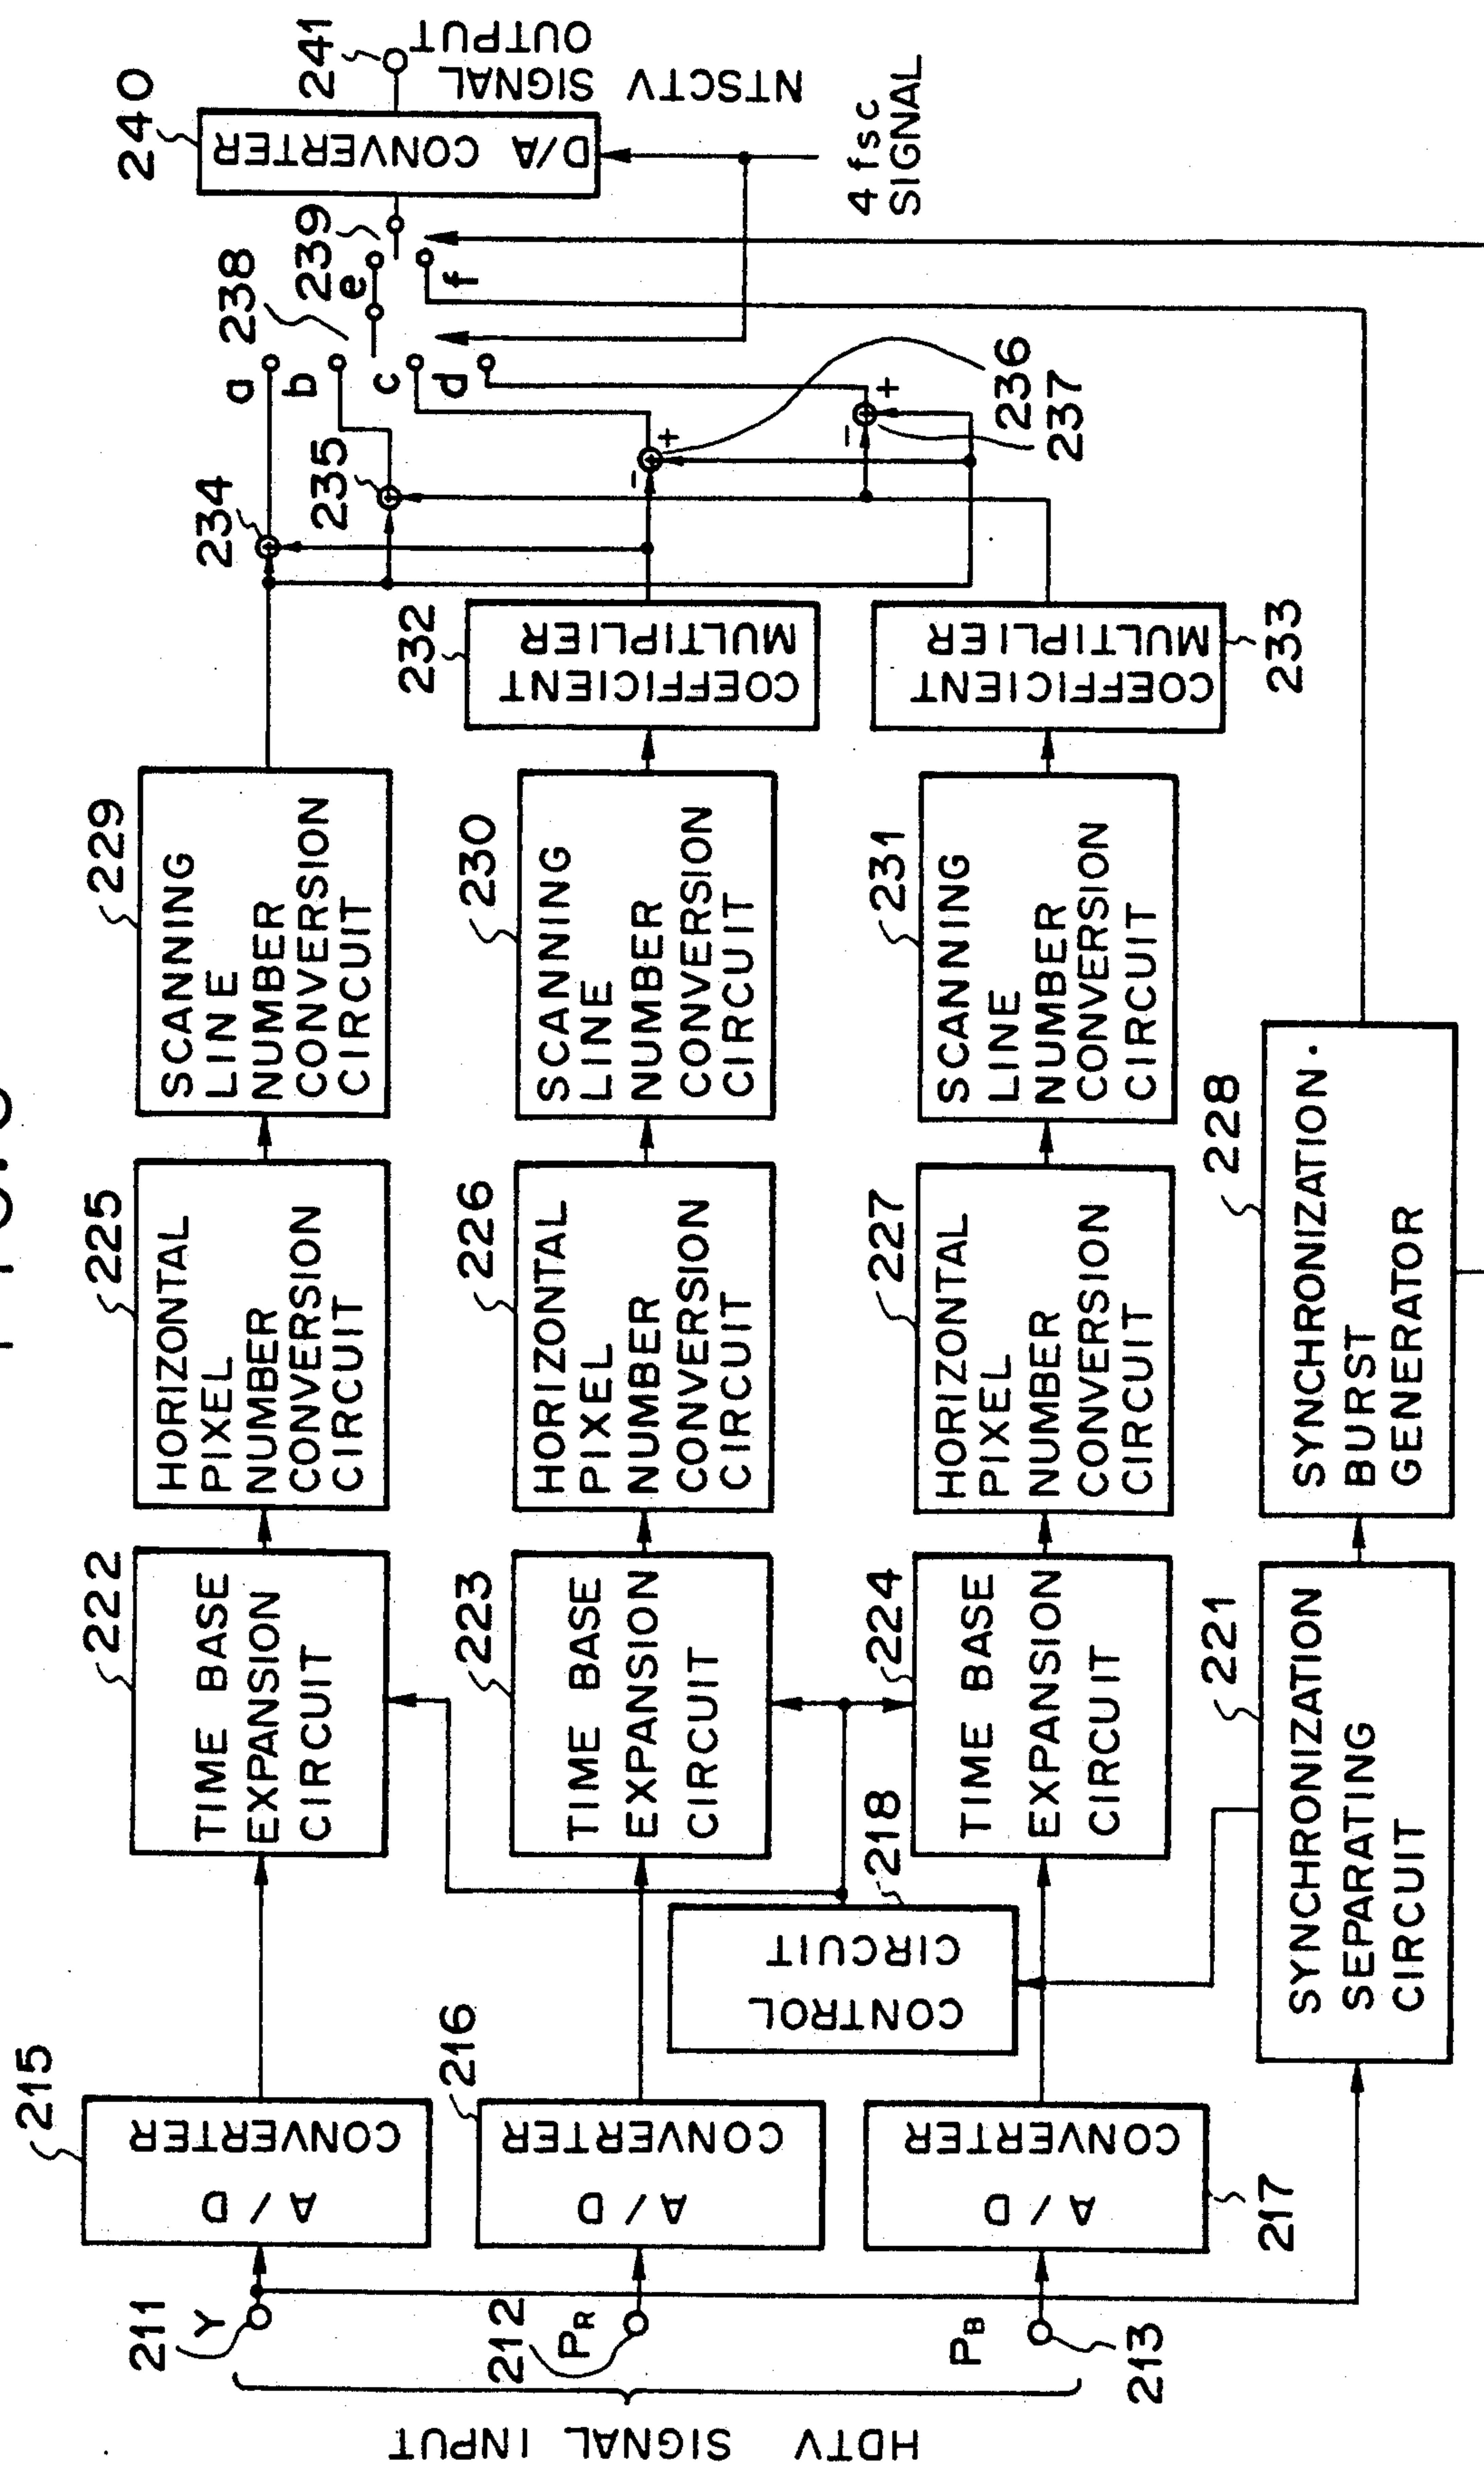 HDTV SIGNAL INPUT
211
Y
212
PR
213
PB
215
A/D
CONVERTER
216
A/D
CONVERTER
217
A/D
CONVERTER
218
CONTROL
CIRCUIT
221
SYNCHRONIZATION
SEPARATING
CIRCUIT
222
TIME BASE
EXPANSION
CIRCUIT
223
TIME BASE
EXPANSION
CIRCUIT
224
TIME BASE
EXPANSION
CIRCUIT
225
HORIZONTAL
PIXEL
NUMBER
CONVERSION
CIRCUIT
226
HORIZONTAL
PIXEL
NUMBER
CONVERSION
CIRCUIT
227
HORIZONTAL
PIXEL
NUMBER
CONVERSION
CIRCUIT
228
SYNCHRONIZATION ·
BURST
GENERATOR
229
SCANNING
LINE
NUMBER
CONVERSION
CIRCUIT
230
SCANNING
LINE
NUMBER
CONVERSION
CIRCUIT
231
SCANNING
LINE
NUMBER
CONVERSION
CIRCUIT
232
COEFFICIENT
MULTIPLIER
233
COEFFICIENT
MULTIPLIER
234
235
236
237
- +
- +
a
b
c
d
238
e
f
239
240
D/A CONVERTER
241
NTSCTV SIGNAL
OUTPUT
4 fsc
SIGNAL